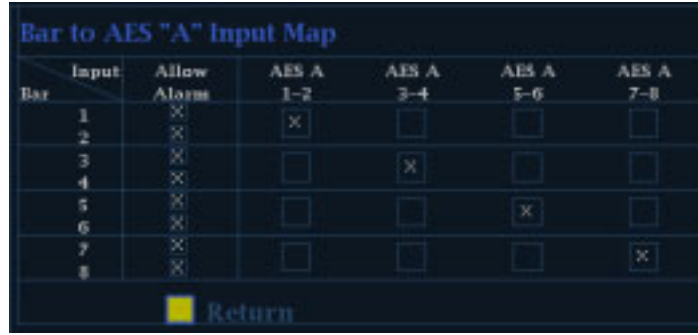 Bar to AES "A" Input Map
Input Allow AES A AES A AES A AES A
Bar Alarm 1-2 3-4 5-6 7-8
1 X X
2 X
3 X X
4 X
5 X X
6 X
7 X X
8 X
Return